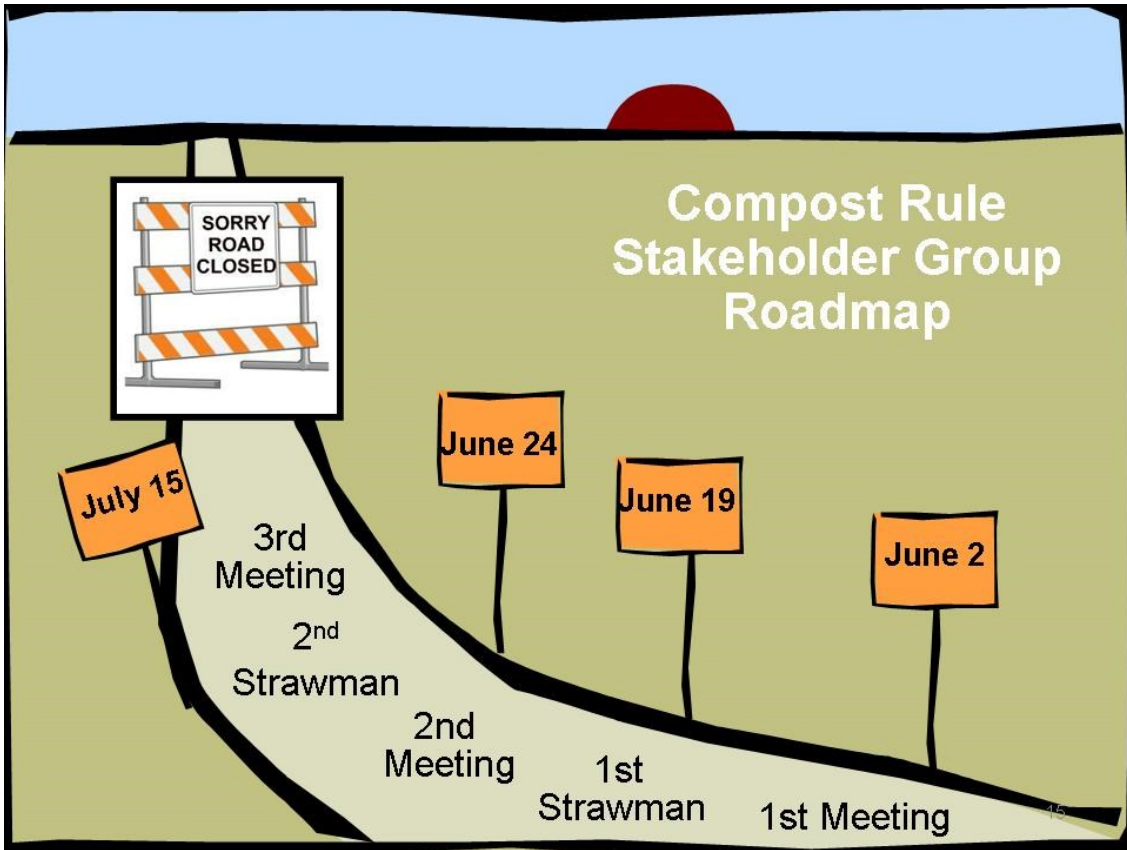 SORRY
ROAD
CLOSED
Compost Rule
Stakeholder Group
Roadmap
June 24
July 15
June 19
June 2
3rd
Meeting
2nd
Strawman
2nd
Meeting
1st
Strawman
1st Meeting
15